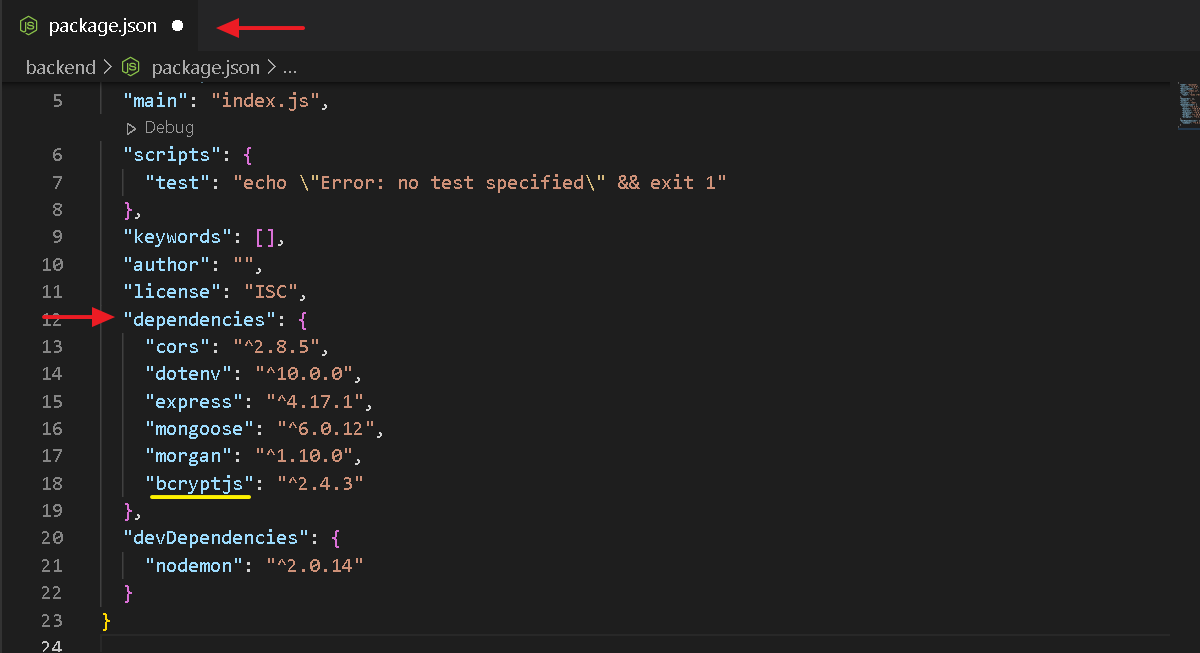 package.json
backend > package.json > ...
5 "main": "index.js",
Debug
6 "scripts": {
7 "test": "echo \"Error: no test specified\" && exit 1"
8 },
9 "keywords": [],
10 "author": "",
11 "license": "ISC",
12 "dependencies": {
13 "cors": "^2.8.5",
14 "dotenv": "^10.0.0",
15 "express": "^4.17.1",
16 "mongoose": "^6.0.12",
17 "morgan": "^1.10.0",
18 "bcryptjs": "^2.4.3"
19 },
20 "devDependencies": {
21 "nodemon": "^2.0.14"
22 }
23 }
24